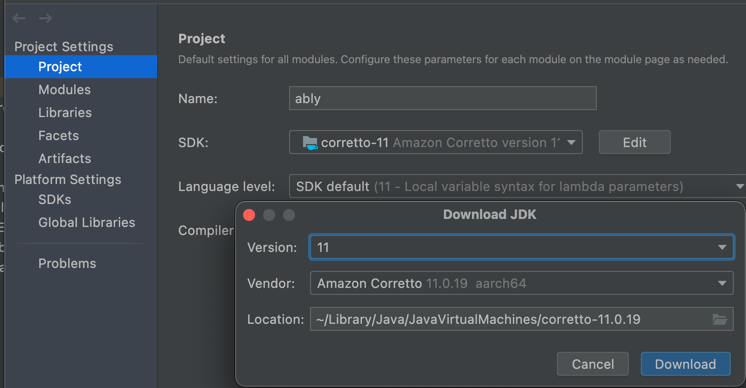 Project Settings
Project
Modules
Libraries
Facets
Artifacts
Platform Settings
SDKs
Global Libraries
Problems
Project
Default settings for all modules. Configure these parameters for each module on the module page as needed.
Name: ably
SDK: corretto-11 Amazon Corretto version Edit
Language level: SDK default (11 - Local variable syntax for lambda parameters)
Compiler
Download JDK
Version: 11
Vendor: Amazon Corretto 11.0.19 aarch64
Location: ~/Library/Java/JavaVirtualMachines/corretto-11.0.19
Cancel Download